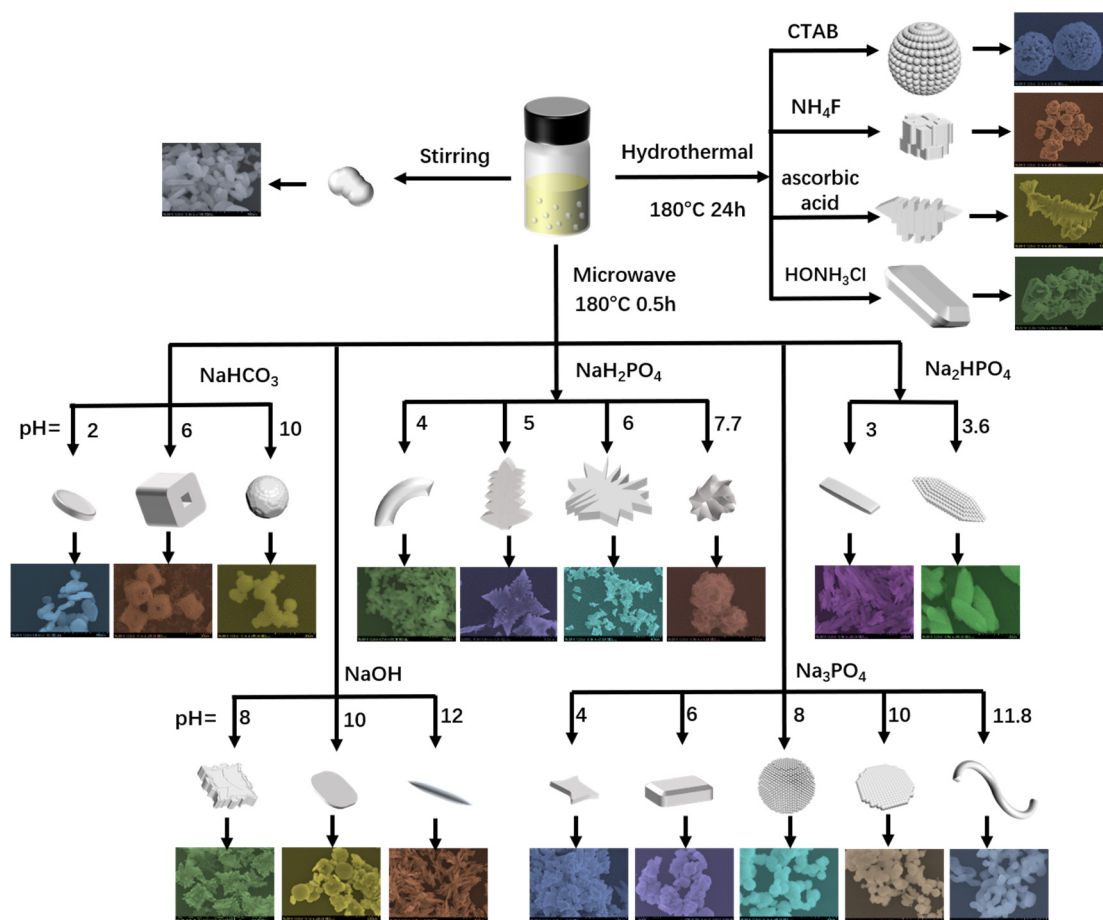 CTAB
NH₄F
Stirring
Hydrothermal
180°C 24h
ascorbic
acid
HONH₃Cl
Microwave
180°C 0.5h
NaHCO₃
NaH₂PO₄
Na₂HPO₄
pH= 2 6 10
4 5 6 7.7
3 3.6
NaOH
Na₃PO₄
pH= 8 10 12
4 6 8 10 11.8